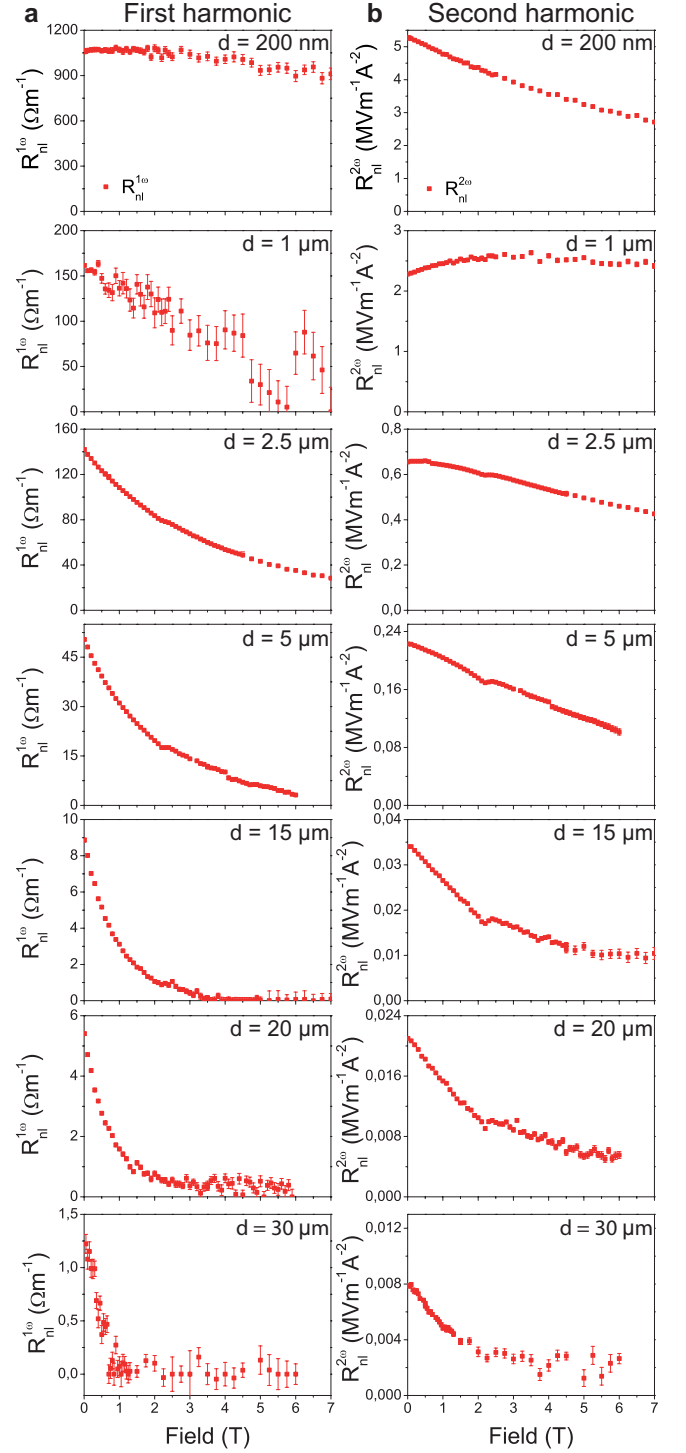 a First harmonic
b Second harmonic
d = 200 nm
R_nl^1ω (Ωm^-1)
1200
900
600
300
0
R_nl^1ω
d = 200 nm
R_nl^2ω (MVm^-1A^-2)
5
4
3
2
1
0
R_nl^2ω
d = 1 µm
R_nl^1ω (Ωm^-1)
200
150
100
50
0
d = 1 µm
R_nl^2ω (MVm^-1A^-2)
3
2
1
0
d = 2.5 µm
R_nl^1ω (Ωm^-1)
160
120
80
40
0
d = 2.5 µm
R_nl^2ω (MVm^-1A^-2)
0,8
0,6
0,4
0,2
0,0
d = 5 µm
R_nl^1ω (Ωm^-1)
45
30
15
0
d = 5 µm
R_nl^2ω (MVm^-1A^-2)
0,24
0,16
0,08
0,00
d = 15 µm
R_nl^1ω (Ωm^-1)
10
8
6
4
2
0
d = 15 µm
R_nl^2ω (MVm^-1A^-2)
0,04
0,03
0,02
0,01
0,00
d = 20 µm
R_nl^1ω (Ωm^-1)
6
4
2
0
d = 20 µm
R_nl^2ω (MVm^-1A^-2)
0,024
0,018
0,012
0,006
0,000
d = 30 µm
R_nl^1ω (Ωm^-1)
1,5
1,0
0,5
0,0
0 1 2 3 4 5 6 7
Field (T)
d = 30 µm
R_nl^2ω (MVm^-1A^-2)
0,012
0,008
0,004
0,000
0 1 2 3 4 5 6 7
Field (T)